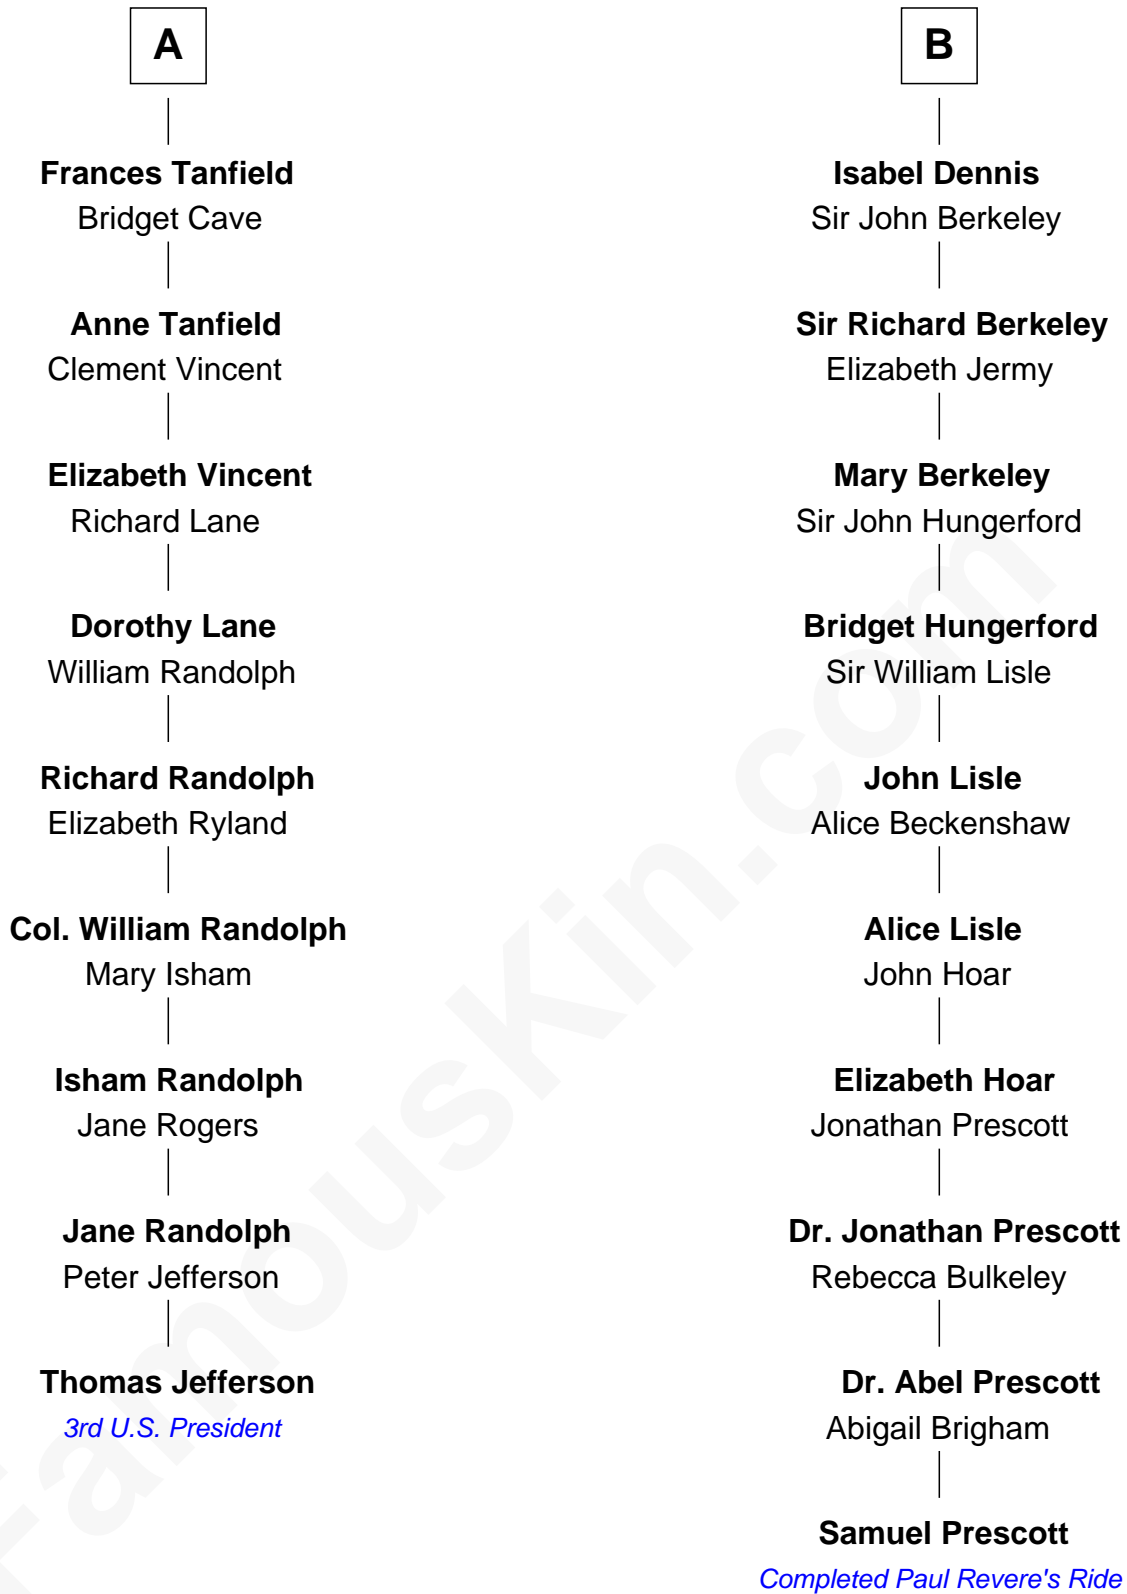 A
Frances Tanfield
Bridget Cave
Anne Tanfield
Clement Vincent
Elizabeth Vincent
Richard Lane
Dorothy Lane
William Randolph
Richard Randolph
Elizabeth Ryland
Col. William Randolph
Mary Isham
Isham Randolph
Jane Rogers
Jane Randolph
Peter Jefferson
Thomas Jefferson
3rd U.S. President
B
Isabel Dennis
Sir John Berkeley
Sir Richard Berkeley
Elizabeth Jermy
Mary Berkeley
Sir John Hungerford
Bridget Hungerford
Sir William Lisle
John Lisle
Alice Beckenshaw
Alice Lisle
John Hoar
Elizabeth Hoar
Jonathan Prescott
Dr. Jonathan Prescott
Rebecca Bulkeley
Dr. Abel Prescott
Abigail Brigham
Samuel Prescott
Completed Paul Revere's Ride
FamousKin.com